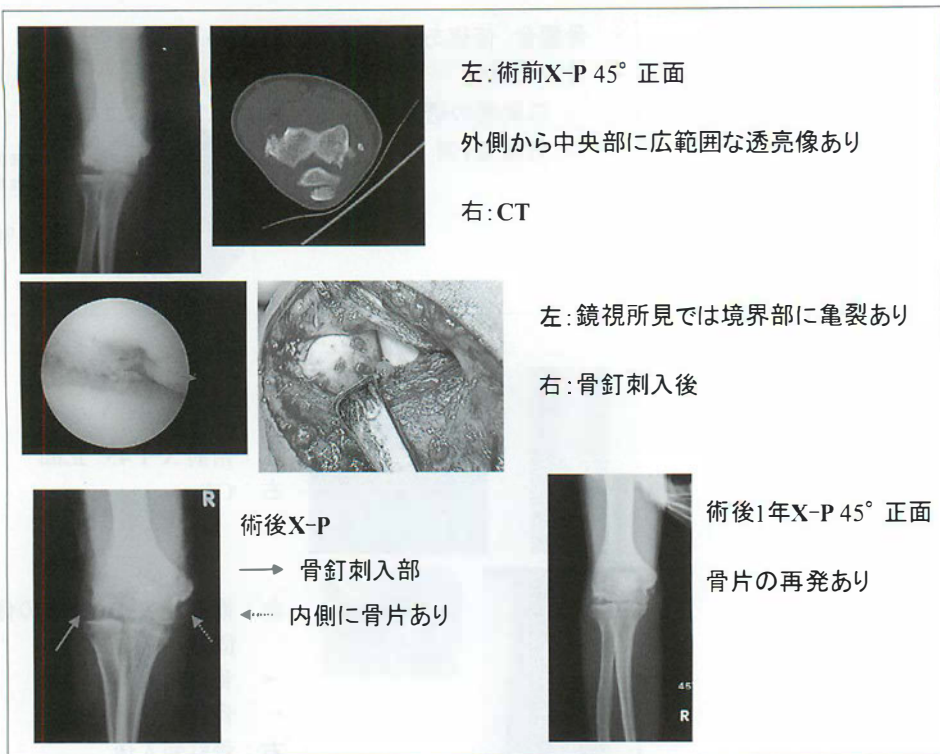 左:術前X-P 45° 正面
外側から中央部に広範囲な透亮像あり
右:CT
左:鏡視所見では境界部に亀裂あり
右:骨釘刺入後
R
術後X-P
骨釘刺入部
内側に骨片あり
術後1年X-P 45° 正面
骨片の再発あり
45
R